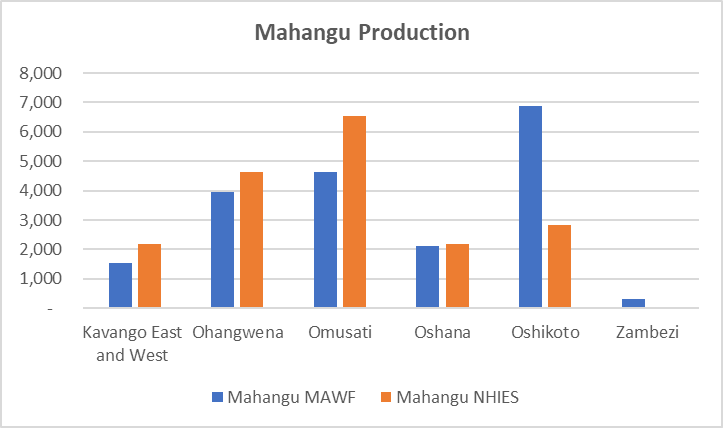 Mahangu Production
8,000
7,000
6,000
5,000
4,000
3,000
2,000
1,000
-
Kavango East Ohangwena Omusati Oshana Oshikoto Zambezi
and West
Mahangu MAWF Mahangu NHIES